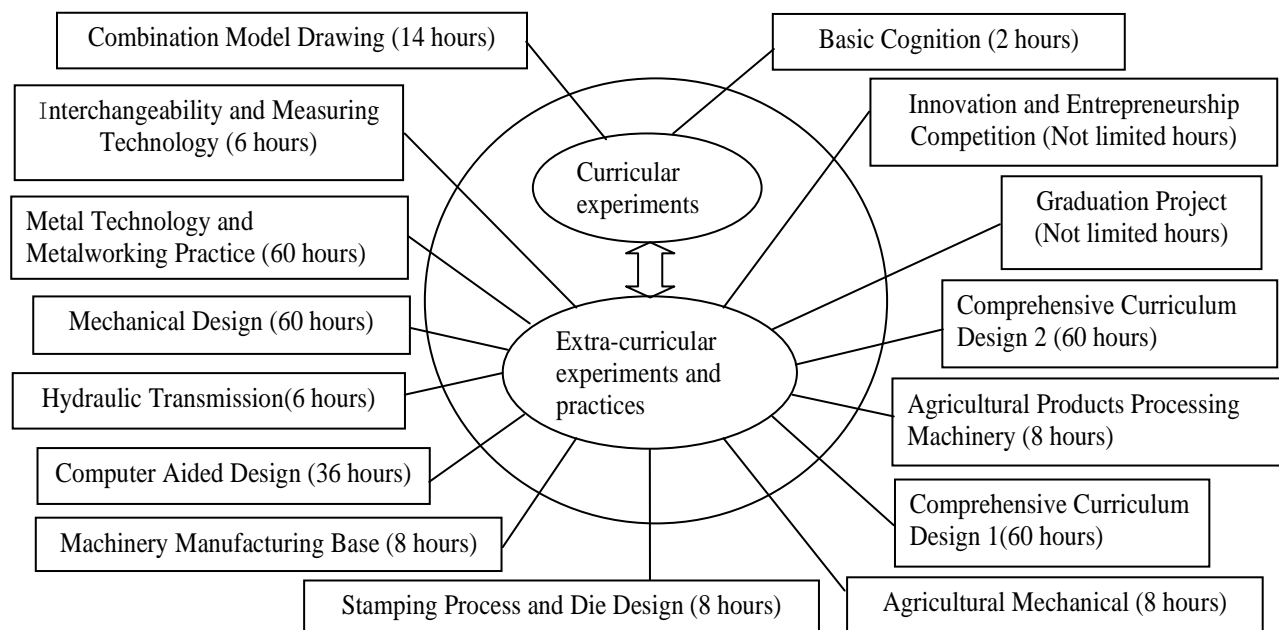 Combination Model Drawing (14 hours)
Basic Cognition (2 hours)
Interchangeability and Measuring
Technology (6 hours)
Innovation and Entrepreneurship
Competition (Not limited hours)
Curricular
experiments
Metal Technology and
Metalworking Practice (60 hours)
Graduation Project
(Not limited hours)
Mechanical Design (60 hours)
Comprehensive Curriculum
Design 2 (60 hours)
Extra-curricular
experiments and
practices
Hydraulic Transmission(6 hours)
Agricultural Products Processing
Machinery (8 hours)
Computer Aided Design (36 hours)
Comprehensive Curriculum
Design 1(60 hours)
Machinery Manufacturing Base (8 hours)
Stamping Process and Die Design (8 hours)
Agricultural Mechanical (8 hours)